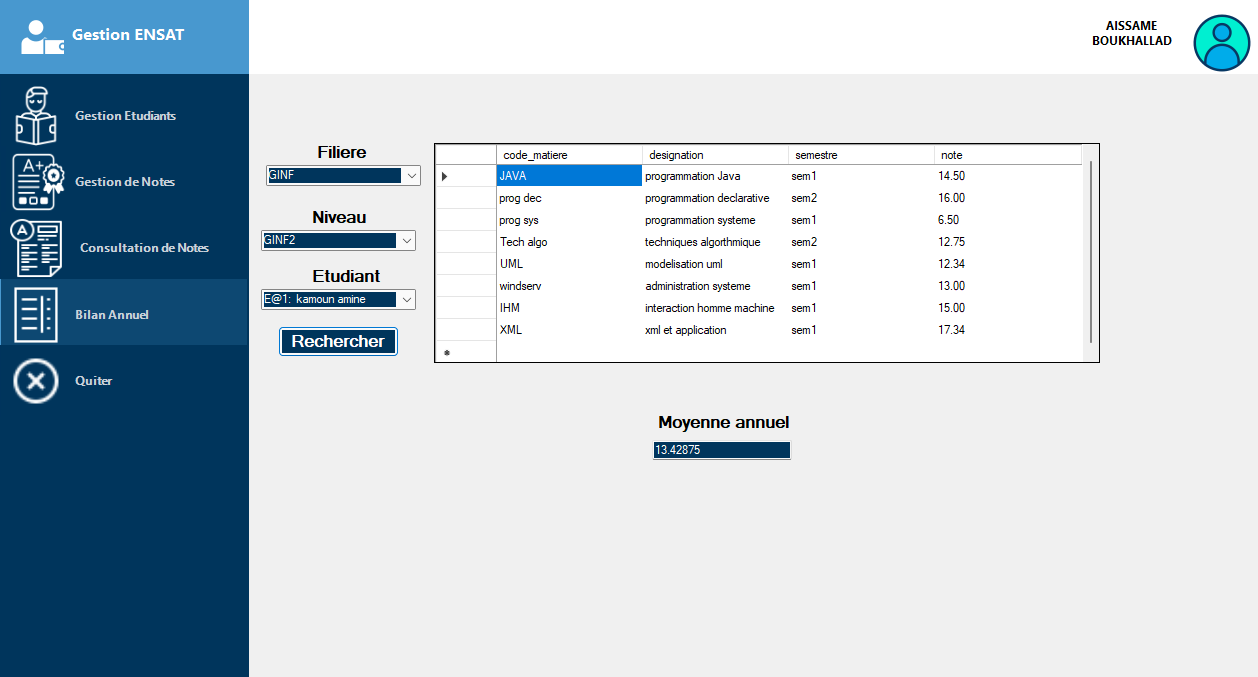 Gestion ENSAT
AISSAME
BOUKHALLAD
Gestion Etudiants
A+
Gestion de Notes
A
Consultation de Notes
Bilan Annuel
Quiter
Filiere
GINF
Niveau
GINF2
Etudiant
E@1: kamoun amine
Rechercher
code_matiere designation semestre note
JAVA programmation Java sem1 14.50
prog dec programmation declarative sem2 16.00
prog sys programmation systeme sem1 6.50
Tech algo techniques algorthmique sem2 12.75
UML modelisation uml sem1 12.34
windserv administration systeme sem1 13.00
IHM interaction homme machine sem1 15.00
XML xml et application sem1 17.34
Moyenne annuel
13.42875